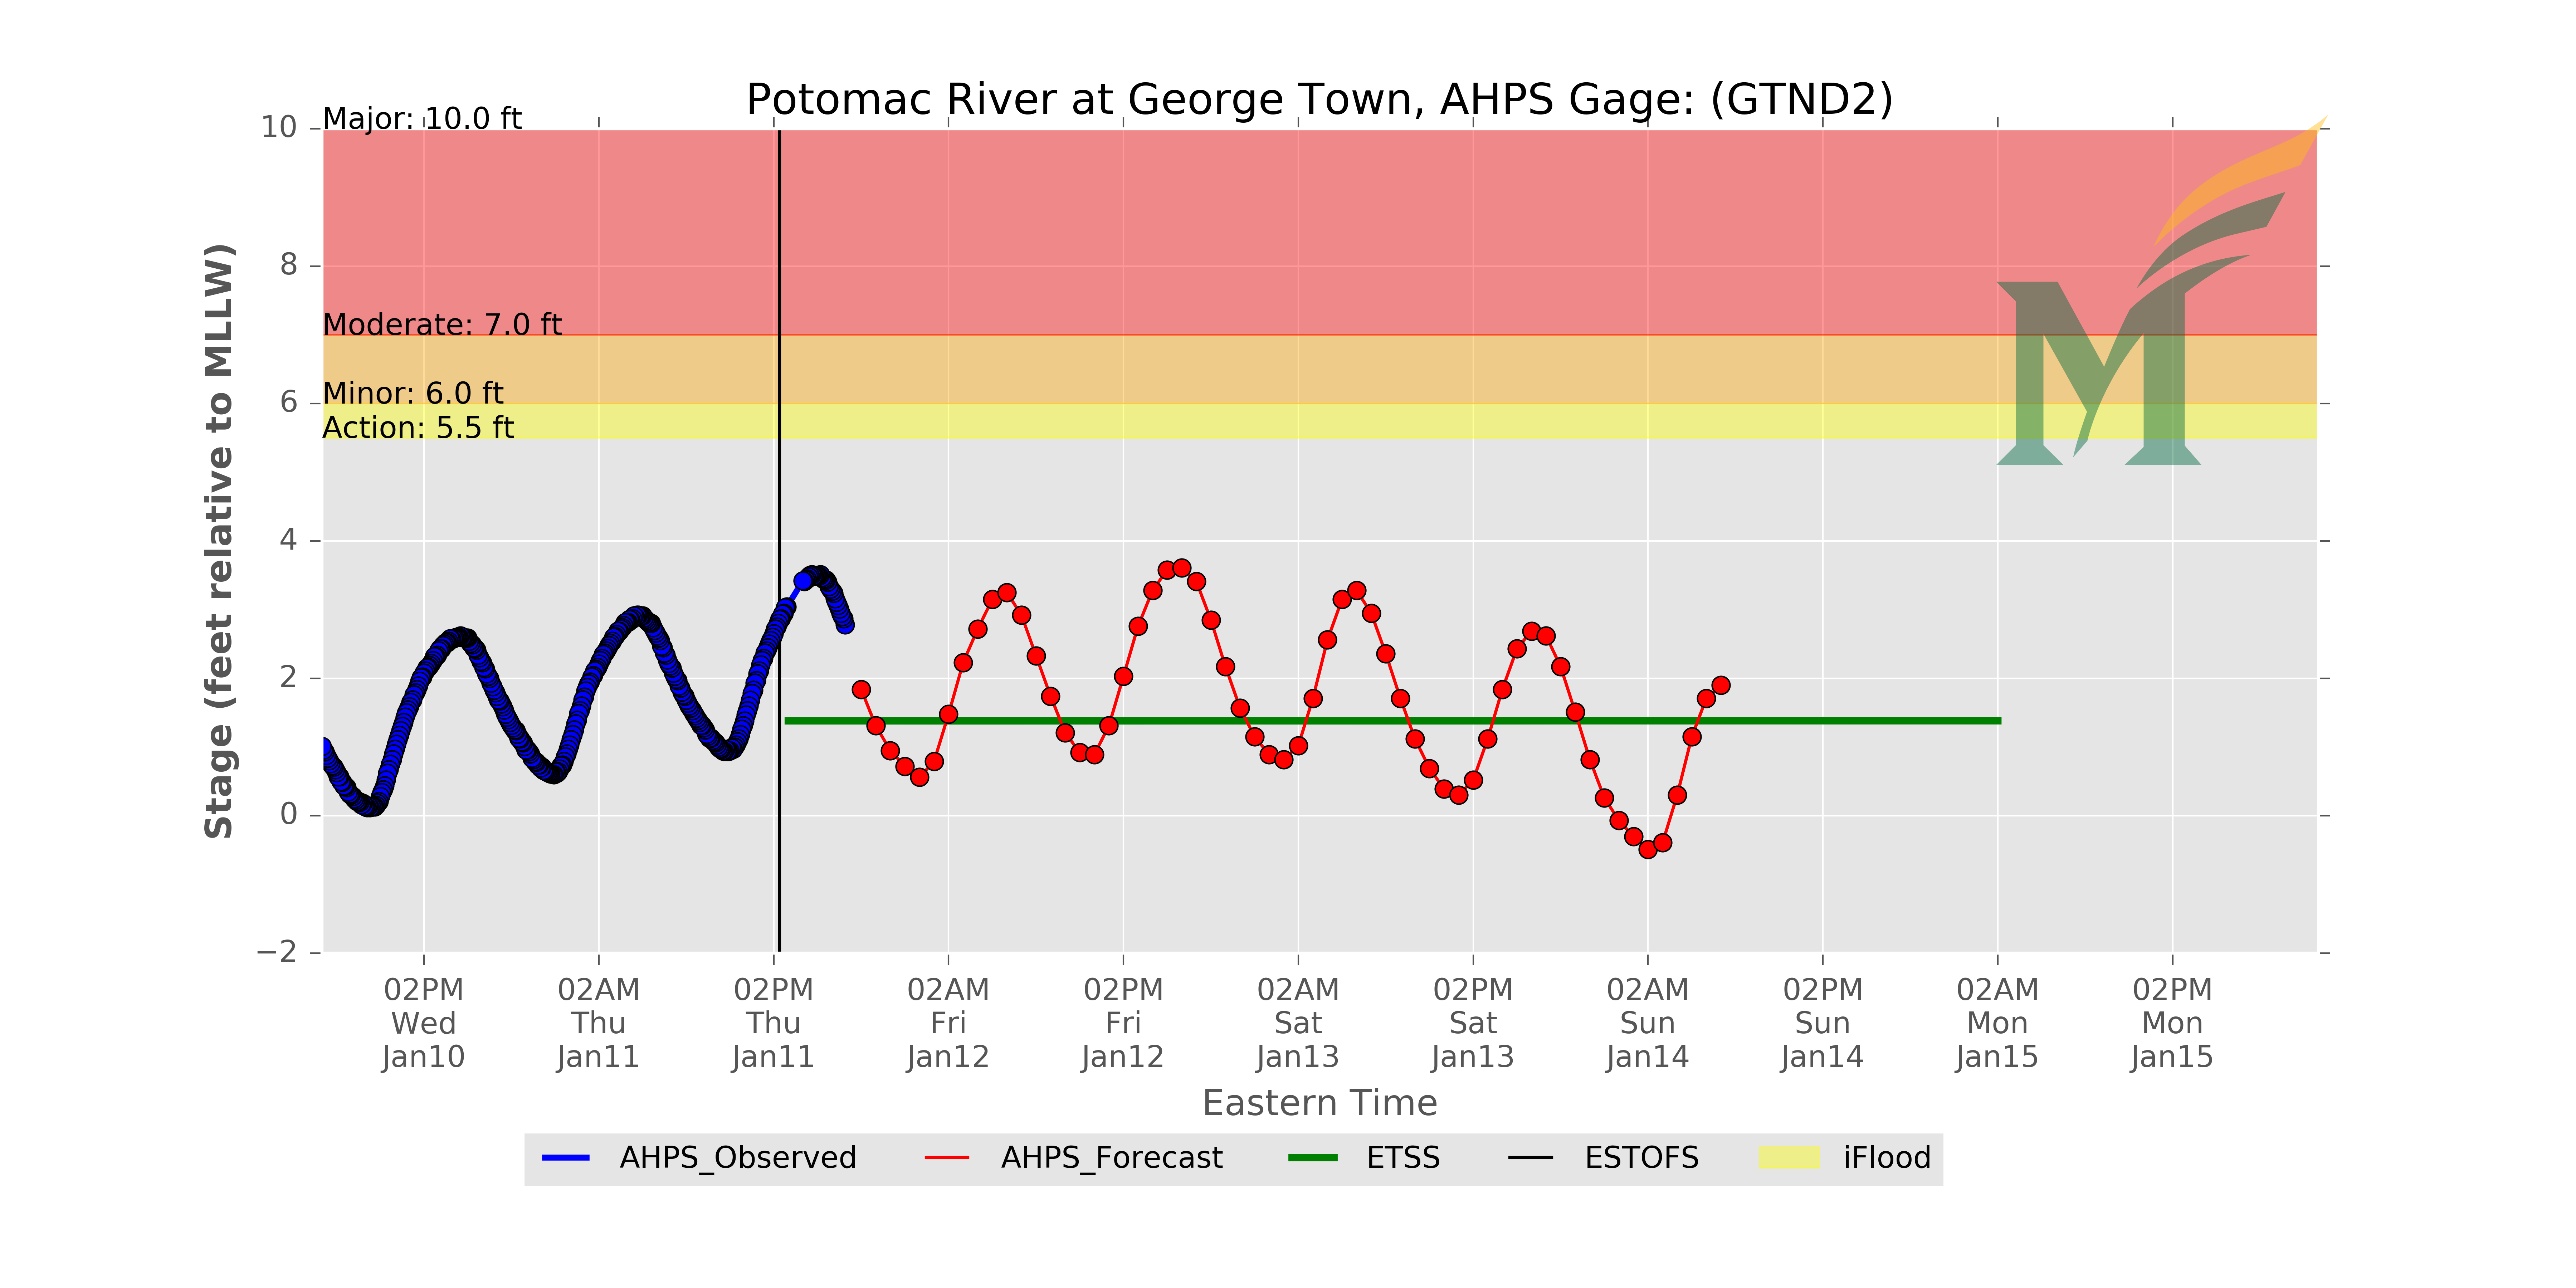 Potomac River at George Town, AHPS Gage: (GTND2)
Major: 10.0 ft
Moderate: 7.0 ft
Minor: 6.0 ft
Action: 5.5 ft
10
8
6
4
2
0
−2
Stage (feet relative to MLLW)
02PM 02AM 02PM 02AM 02PM 02AM 02PM 02AM 02PM 02AM 02PM
Wed Thu Thu Fri Fri Sat Sat Sun Sun Mon Mon
Jan10 Jan11 Jan11 Jan12 Jan12 Jan13 Jan13 Jan14 Jan14 Jan15 Jan15
Eastern Time
AHPS_Observed AHPS_Forecast ETSS ESTOFS iFlood
M